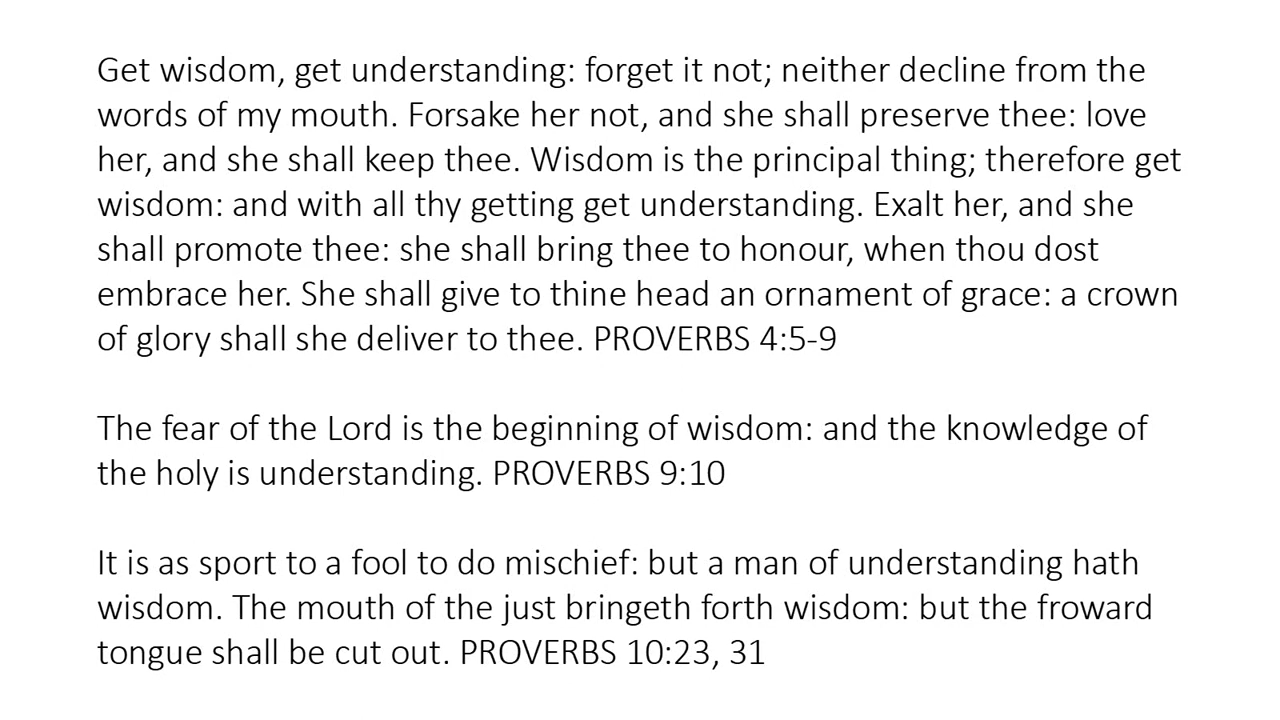 Get wisdom, get understanding: forget it not; neither decline from the
words of my mouth. Forsake her not, and she shall preserve thee: love
her, and she shall keep thee. Wisdom is the principal thing; therefore get
wisdom: and with all thy getting get understanding. Exalt her, and she
shall promote thee: she shall bring thee to honour, when thou dost
embrace her. She shall give to thine head an ornament of grace: a crown
of glory shall she deliver to thee. PROVERBS 4:5-9
The fear of the Lord is the beginning of wisdom: and the knowledge of
the holy is understanding. PROVERBS 9:10
It is as sport to a fool to do mischief: but a man of understanding hath
wisdom. The mouth of the just bringeth forth wisdom: but the froward
tongue shall be cut out. PROVERBS 10:23, 31